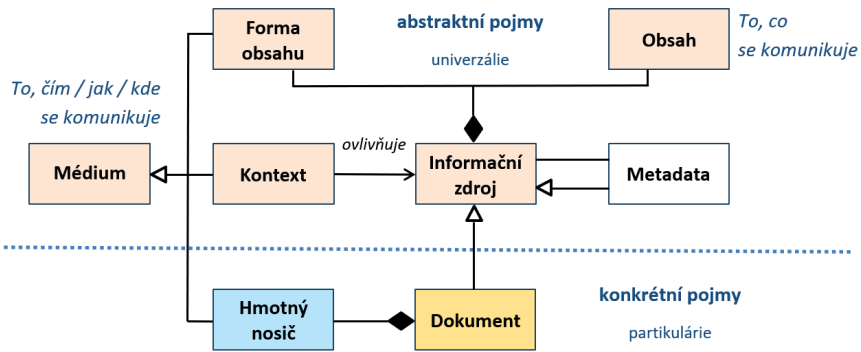 Forma
obsahu
abstraktní pojmy
univerzálie
Obsah
To, co
se komunikuje
To, čím / jak / kde
se komunikuje
Médium
Kontext
ovlivňuje
Informační
zdroj
Metadata
Hmotný
nosič
Dokument
konkrétní pojmy
partikulárie